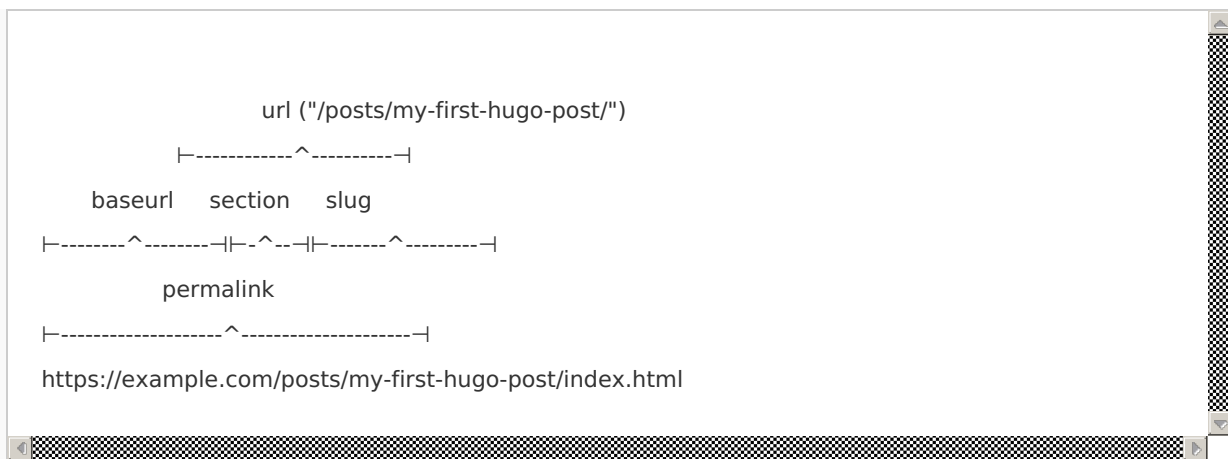 url ("/posts/my-first-hugo-post/")
⊢------------^----------⊣
baseurl section slug
⊢--------^--------⊣⊢-^--⊣⊢-------^---------⊣
permalink
⊢--------------------^---------------------⊣
https://example.com/posts/my-first-hugo-post/index.html